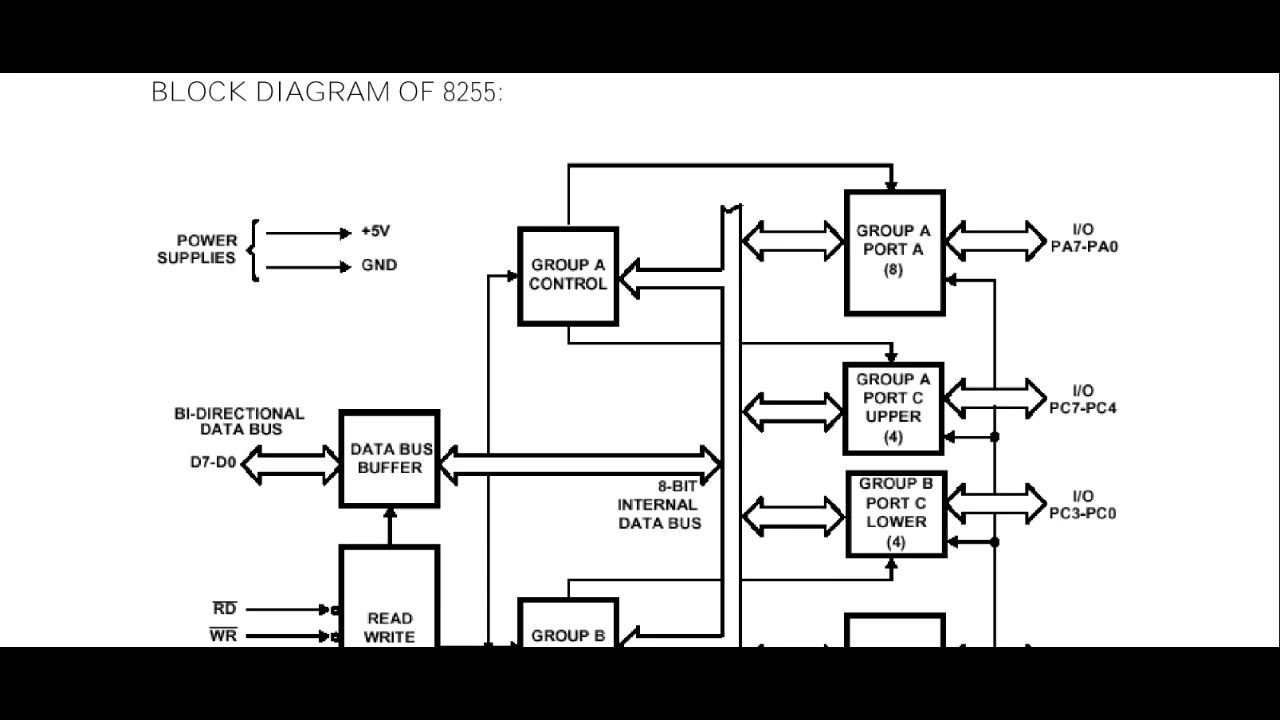 BLOCK DIAGRAM OF 8255:
POWER
SUPPLIES
+5V
GND
GROUP A
CONTROL
GROUP A
PORT A
(8)
I/O
PA7-PA0
GROUP A
PORT C
UPPER
(4)
I/O
PC7-PC4
BI-DIRECTIONAL
DATA BUS
D7-D0
DATA BUS
BUFFER
8-BIT
INTERNAL
DATA BUS
GROUP B
PORT C
LOWER
(4)
I/O
PC3-PC0
RD
WR
READ
WRITE
GROUP B